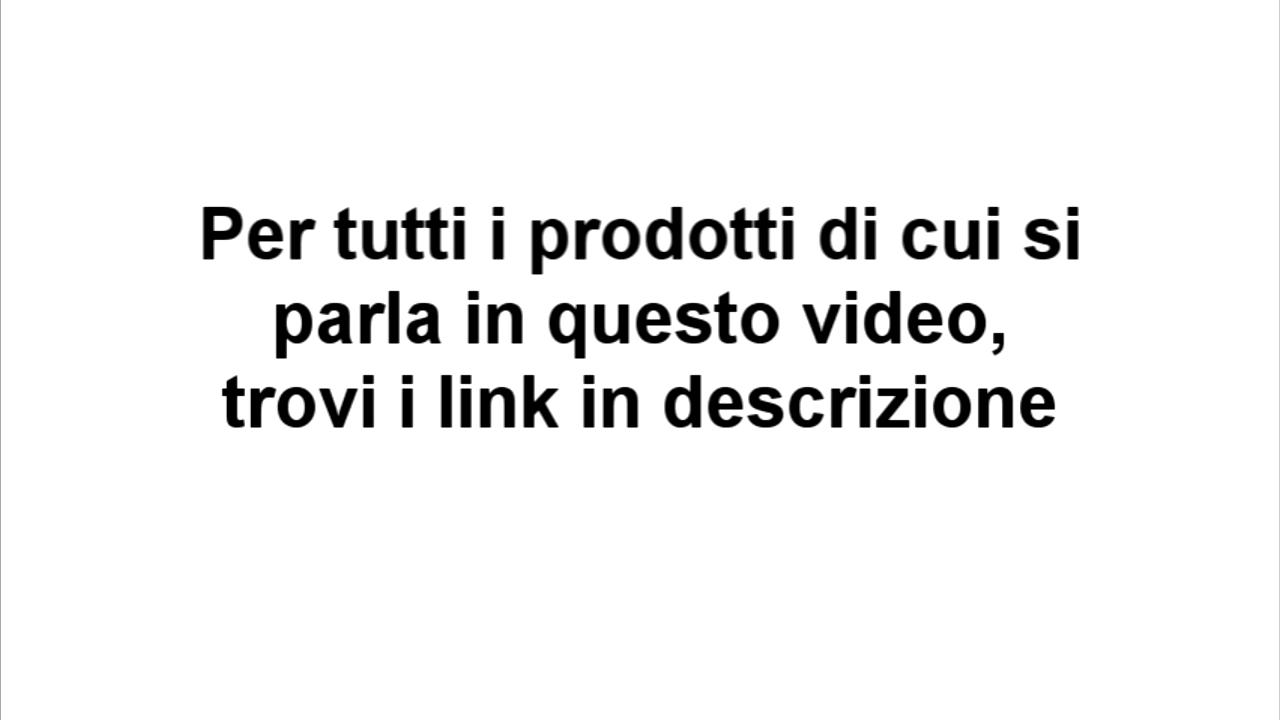 Per tutti i prodotti di cui si
parla in questo video,
trovi i link in descrizione